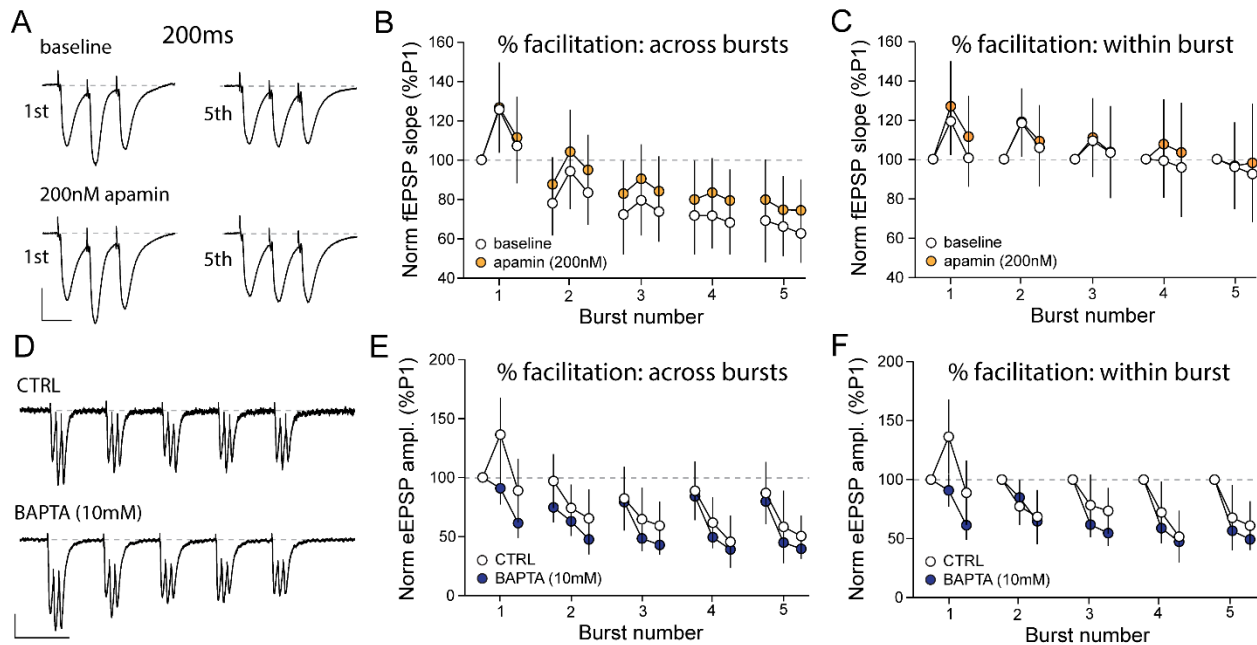 A
200ms
baseline
1st
5th
200nM apamin
1st
5th
B
% facilitation: across bursts
Norm fEPSP slope (%P1)
160
140
120
100
80
60
40
baseline
apamin (200nM)
1 2 3 4 5
Burst number
C
% facilitation: within burst
Norm fEPSP slope (%P1)
160
140
120
100
80
60
40
baseline
apamin (200nM)
1 2 3 4 5
Burst number
D
CTRL
BAPTA (10mM)
E
% facilitation: across bursts
Norm eEPSP ampl. (%P1)
200
150
100
50
0
CTRL
BAPTA (10mM)
1 2 3 4 5
Burst number
F
% facilitation: within burst
Norm eEPSP ampl. (%P1)
200
150
100
50
0
CTRL
BAPTA (10mM)
1 2 3 4 5
Burst number